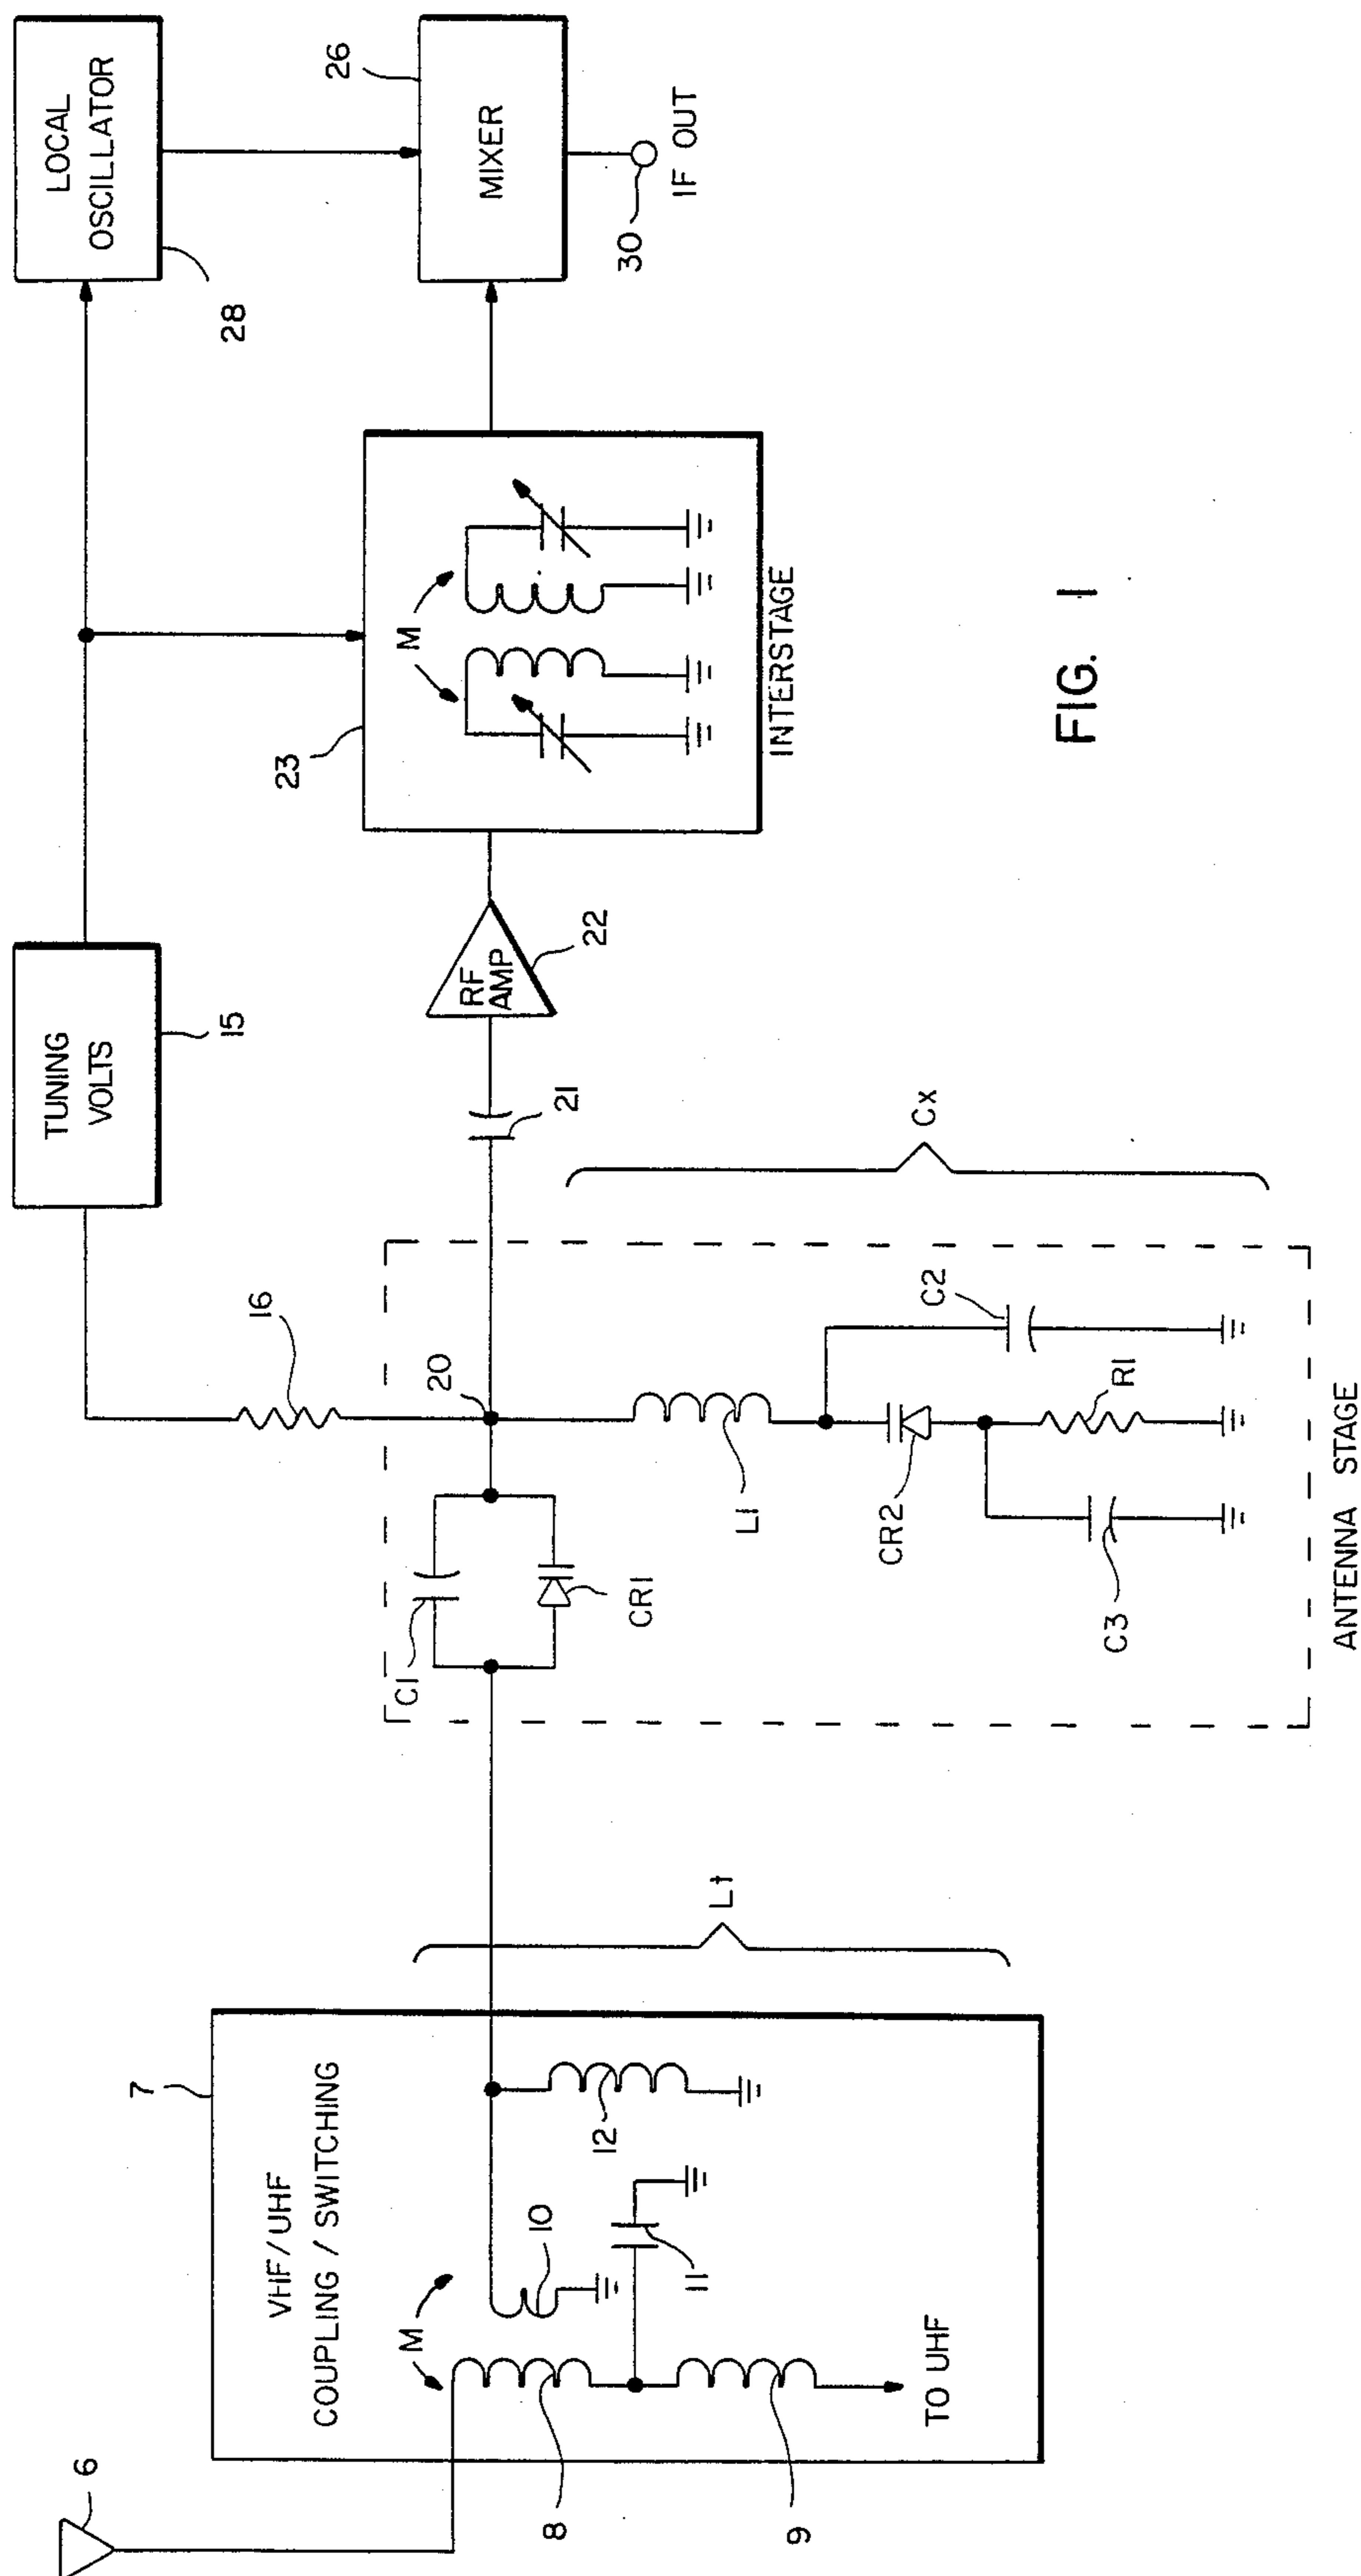 6
7
VHF/UHF
COUPLING / SWITCHING
M
8
9
10
11
12
TO UHF
Lt
TUNING
VOLTS
15
16
20
C1
CR1
L1
CR2
C2
C3
R1
Cx
ANTENNA STAGE
21
RF
AMP
22
23
M
INTERSTAGE
LOCAL
OSCILLATOR
28
MIXER
26
30
IF OUT
FIG. 1